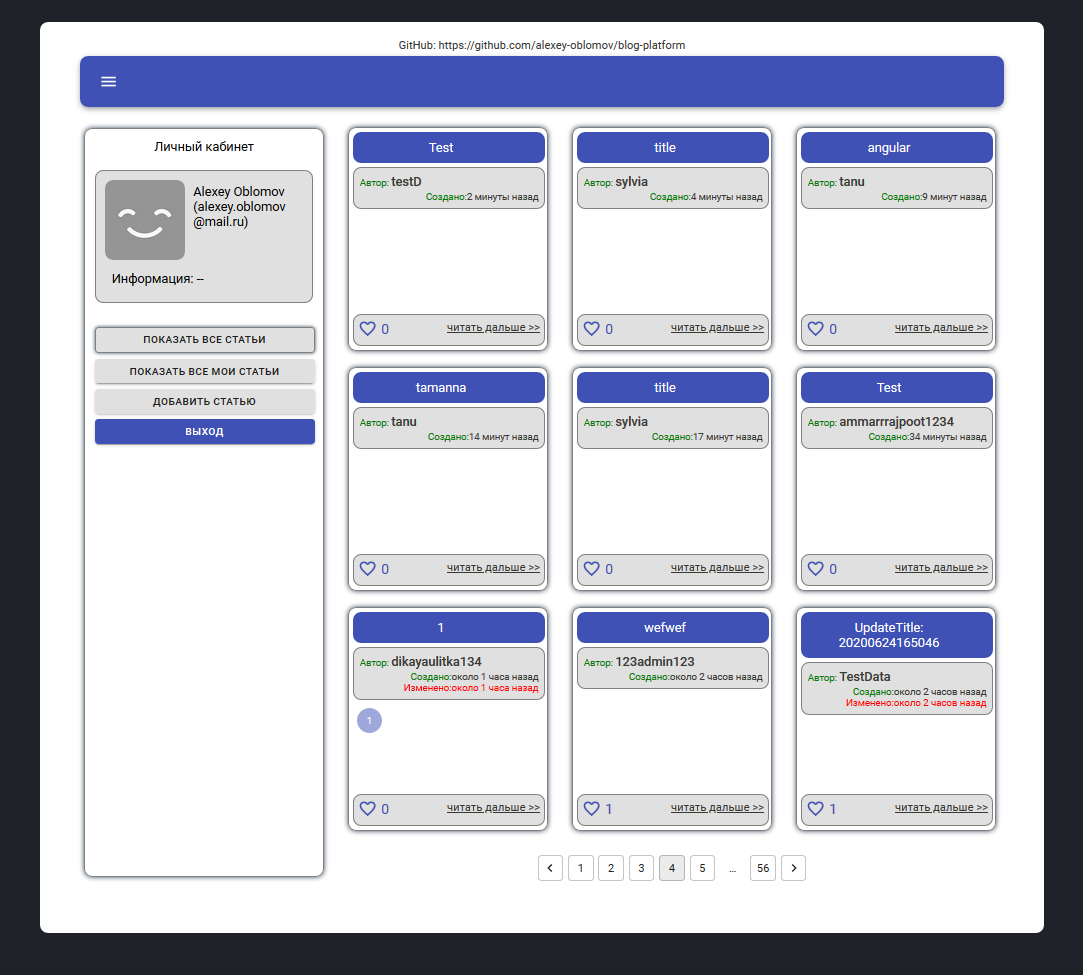 GitHub: https://github.com/alexey-oblomov/blog-platform
Личный кабинет
Alexey Oblomov
(alexey.oblomov
@mail.ru)
Информация: --
ПОКАЗАТЬ ВСЕ СТАТЬИ
ПОКАЗАТЬ ВСЕ МОИ СТАТЬИ
ДОБАВИТЬ СТАТЬЮ
ВЫХОД
Test
Автор: testD
Создано:2 минуты назад
0 читать дальше >>
title
Автор: sylvia
Создано:4 минуты назад
0 читать дальше >>
angular
Автор: tanu
Создано:9 минут назад
0 читать дальше >>
tamanna
Автор: tanu
Создано:14 минут назад
0 читать дальше >>
title
Автор: sylvia
Создано:17 минут назад
0 читать дальше >>
Test
Автор: ammarrrajpoot1234
Создано:34 минуты назад
0 читать дальше >>
1
Автор: dikayaulitka134
Создано:около 1 часа назад
Изменено:около 1 часа назад
1
0 читать дальше >>
wefwef
Автор: 123admin123
Создано:около 2 часов назад
1 читать дальше >>
UpdateTitle:
20200624165046
Автор: TestData
Создано:около 2 часов назад
Изменено:около 2 часов назад
1 читать дальше >>
1 2 3 4 5 ... 56